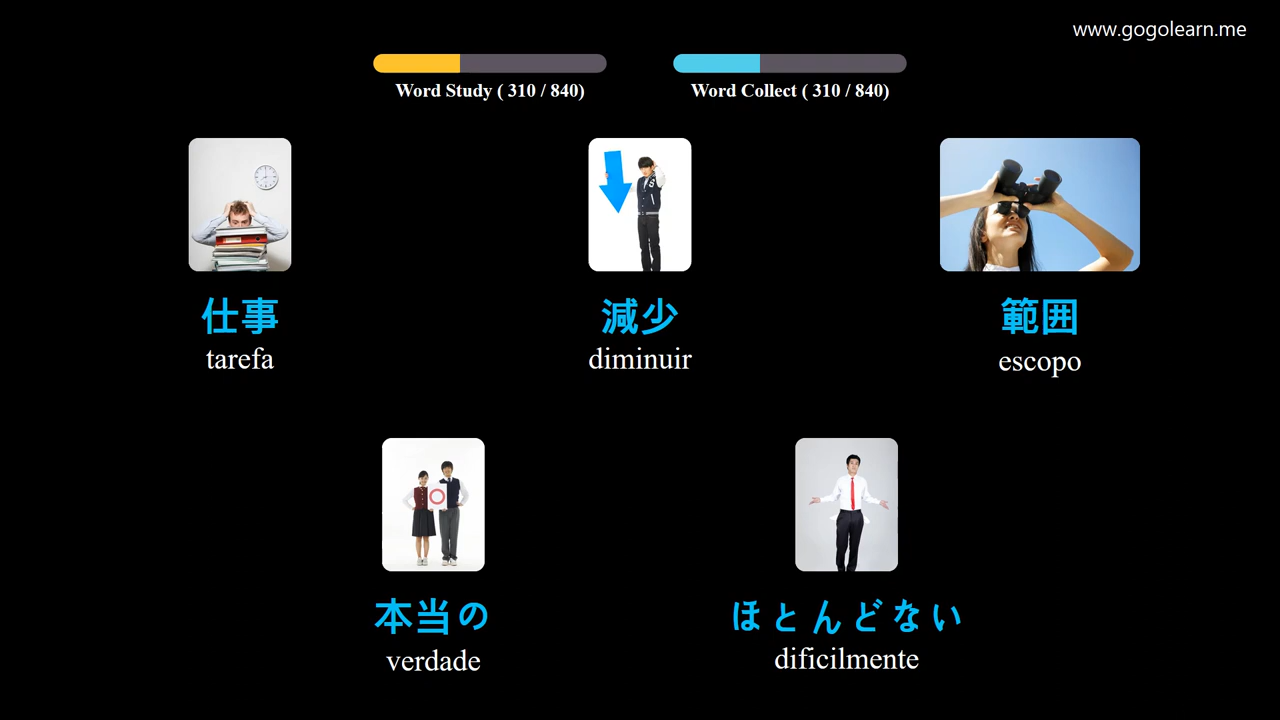 www.gogolearn.me
Word Study ( 310 / 840)
Word Collect ( 310 / 840)
仕事
tarefa
減少
diminuir
範囲
escopo
本当の
verdade
ほとんどない
dificilmente